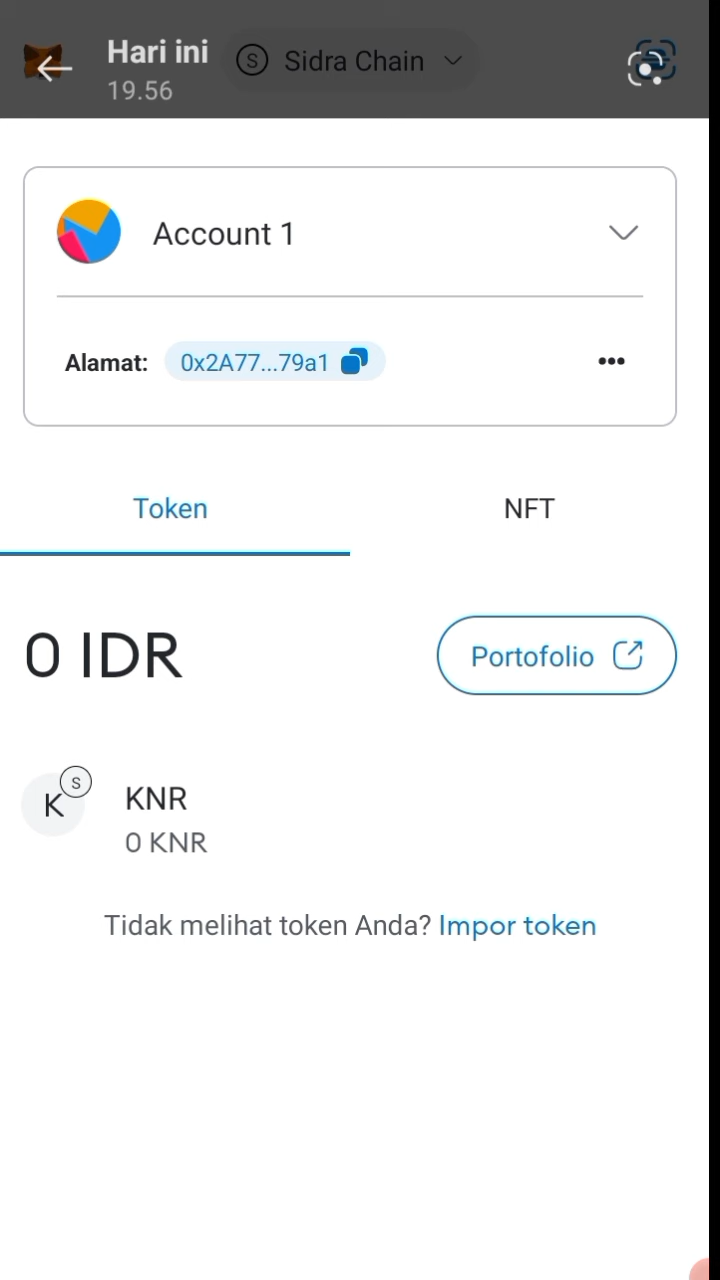 Hari ini
19.56
S Sidra Chain
Account 1
Alamat: 0x2A77...79a1
Token NFT
0 IDR Portofolio
K S
KNR
0 KNR
Tidak melihat token Anda? Impor token